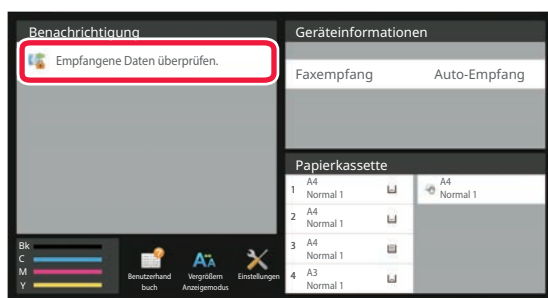 Benachrichtigung
Empfangene Daten überprüfen.
Geräteinformationen
Faxempfang Auto-Empfang
Papierkassette
1 A4
Normal 1
2 A4
Normal 1
3 A4
Normal 1
4 A3
Normal 1
A4
Normal 1
Bk
C
M
Y
Benutzerhand
buch
Vergrößern
Anzeigemodus
Einstellungen